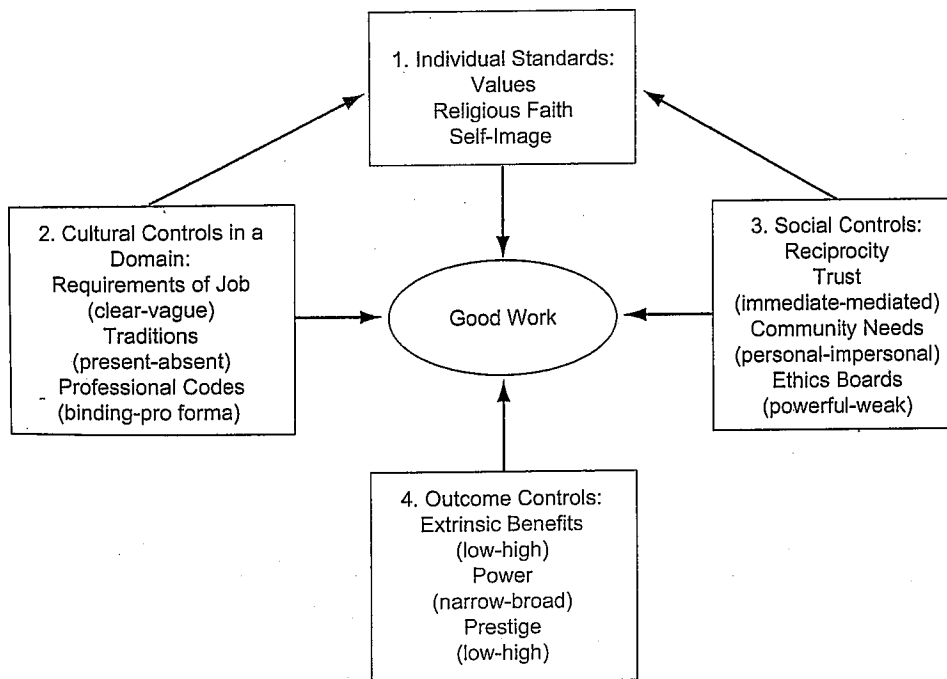 1. Individual Standards:
Values
Religious Faith
Self-Image
2. Cultural Controls in a
Domain:
Requirements of Job
(clear-vague)
Traditions
(present-absent)
Professional Codes
(binding-pro forma)
Good Work
3. Social Controls:
Reciprocity
Trust
(immediate-mediated)
Community Needs
(personal-impersonal)
Ethics Boards
(powerful-weak)
4. Outcome Controls:
Extrinsic Benefits
(low-high)
Power
(narrow-broad)
Prestige
(low-high)